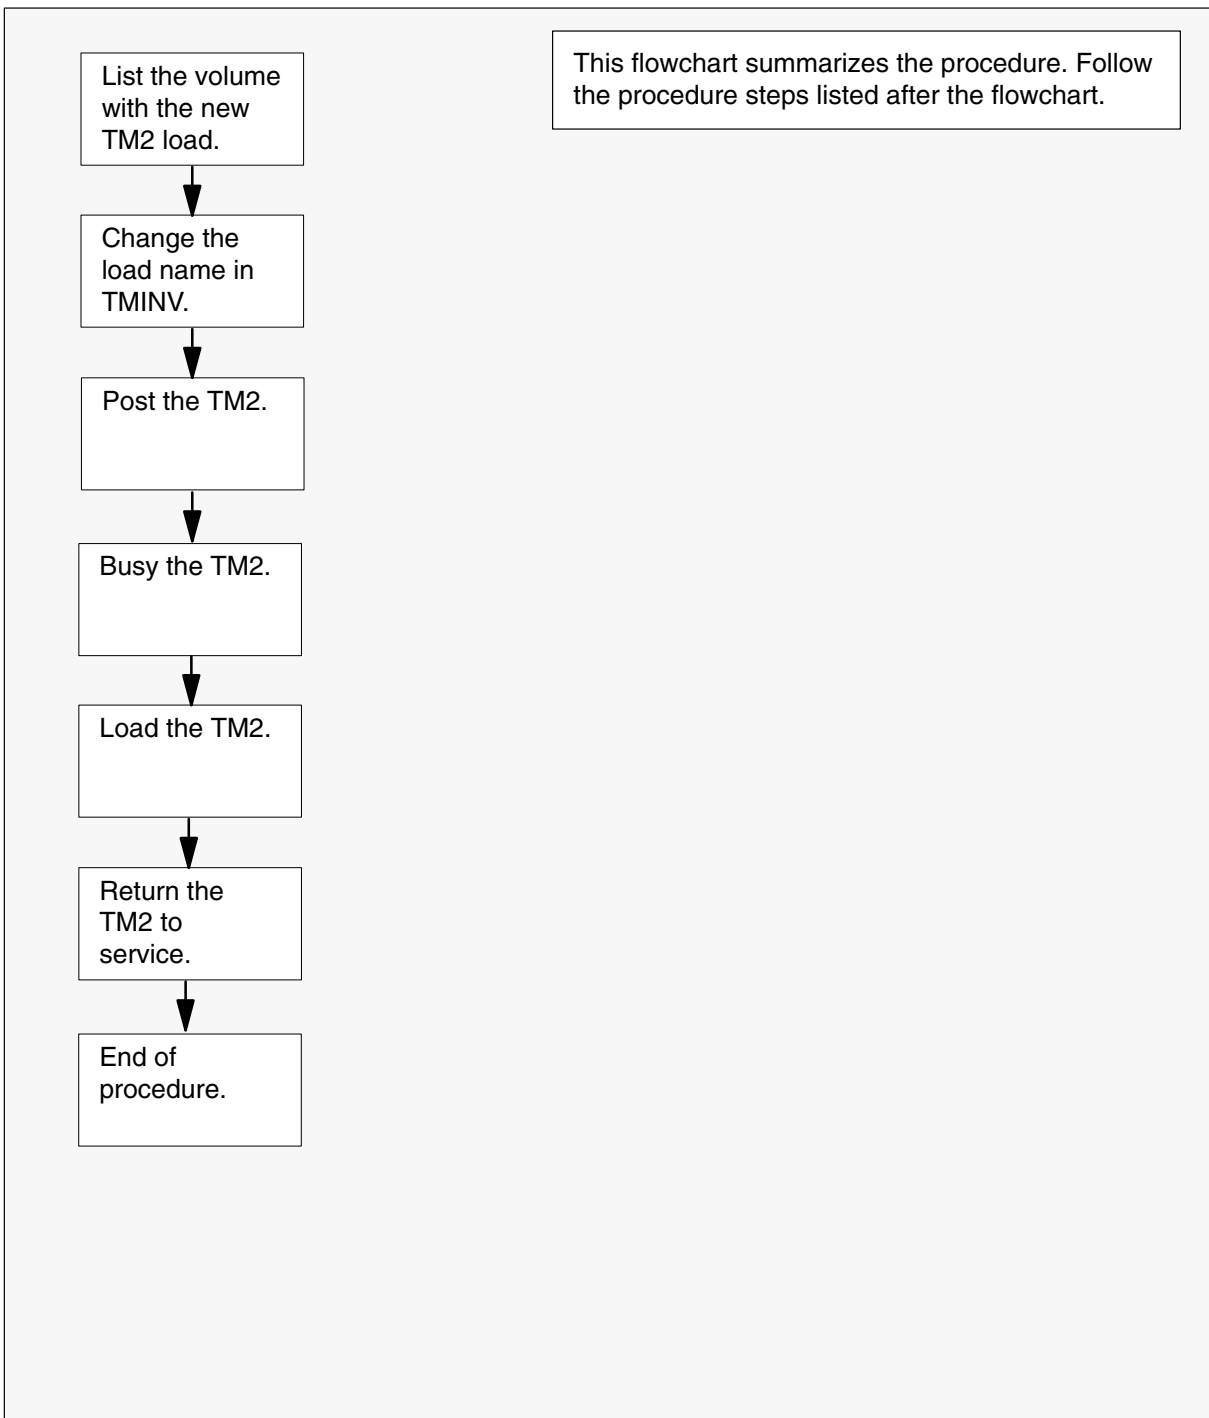 This flowchart summarizes the procedure. Follow
the procedure steps listed after the flowchart.
List the volume
with the new
TM2 load.
Change the
load name in
TMINV.
Post the TM2.
Busy the TM2.
Load the TM2.
Return the
TM2 to
service.
End of
procedure.